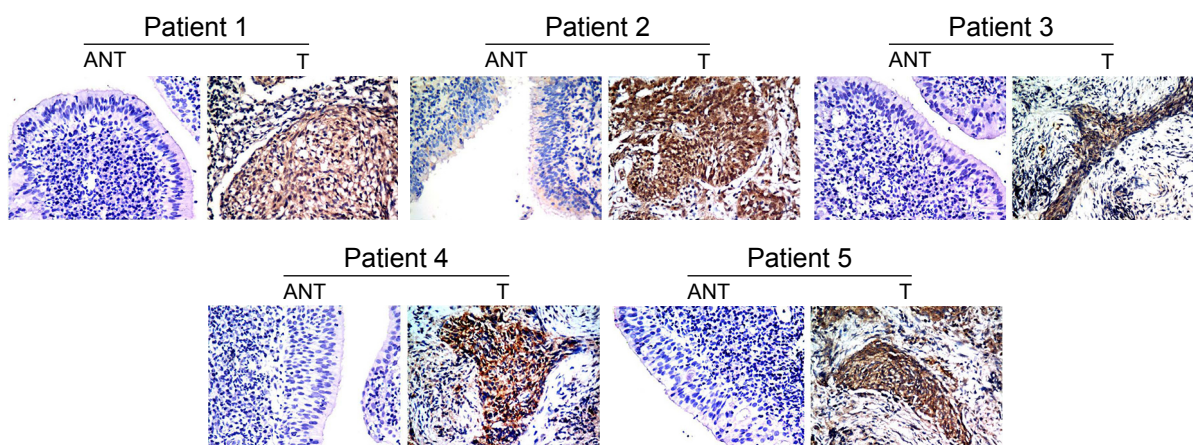 Patient 1 Patient 2 Patient 3
ANT T ANT T ANT T
Patient 4 Patient 5
ANT T ANT T